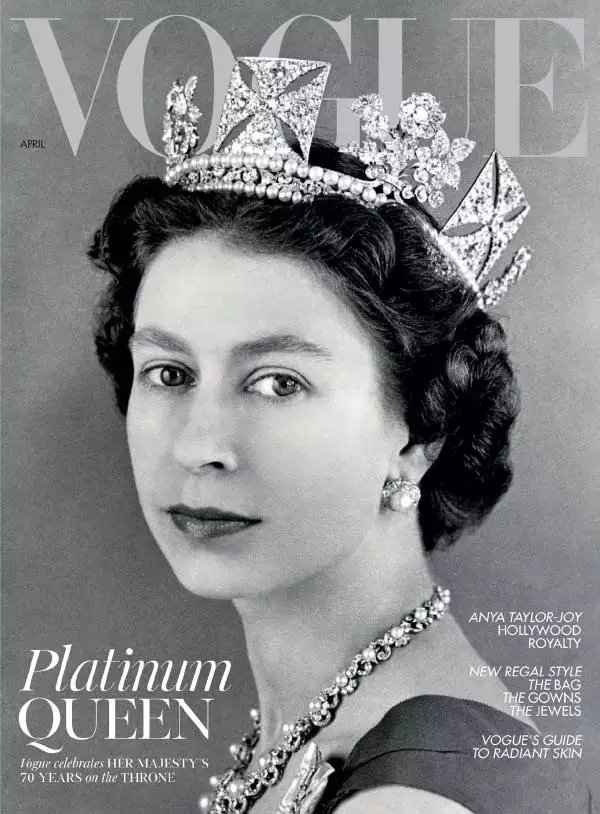 VOGUE
APRIL
Platinum
QUEEN
Vogue celebrates HER MAJESTY'S
70 YEARS on the THRONE
ANYA TAYLOR-JOY
HOLLYWOOD
ROYALTY
NEW REGAL STYLE
THE BAG
THE GOWNS
THE JEWELS
VOGUE'S GUIDE
TO RADIANT SKIN